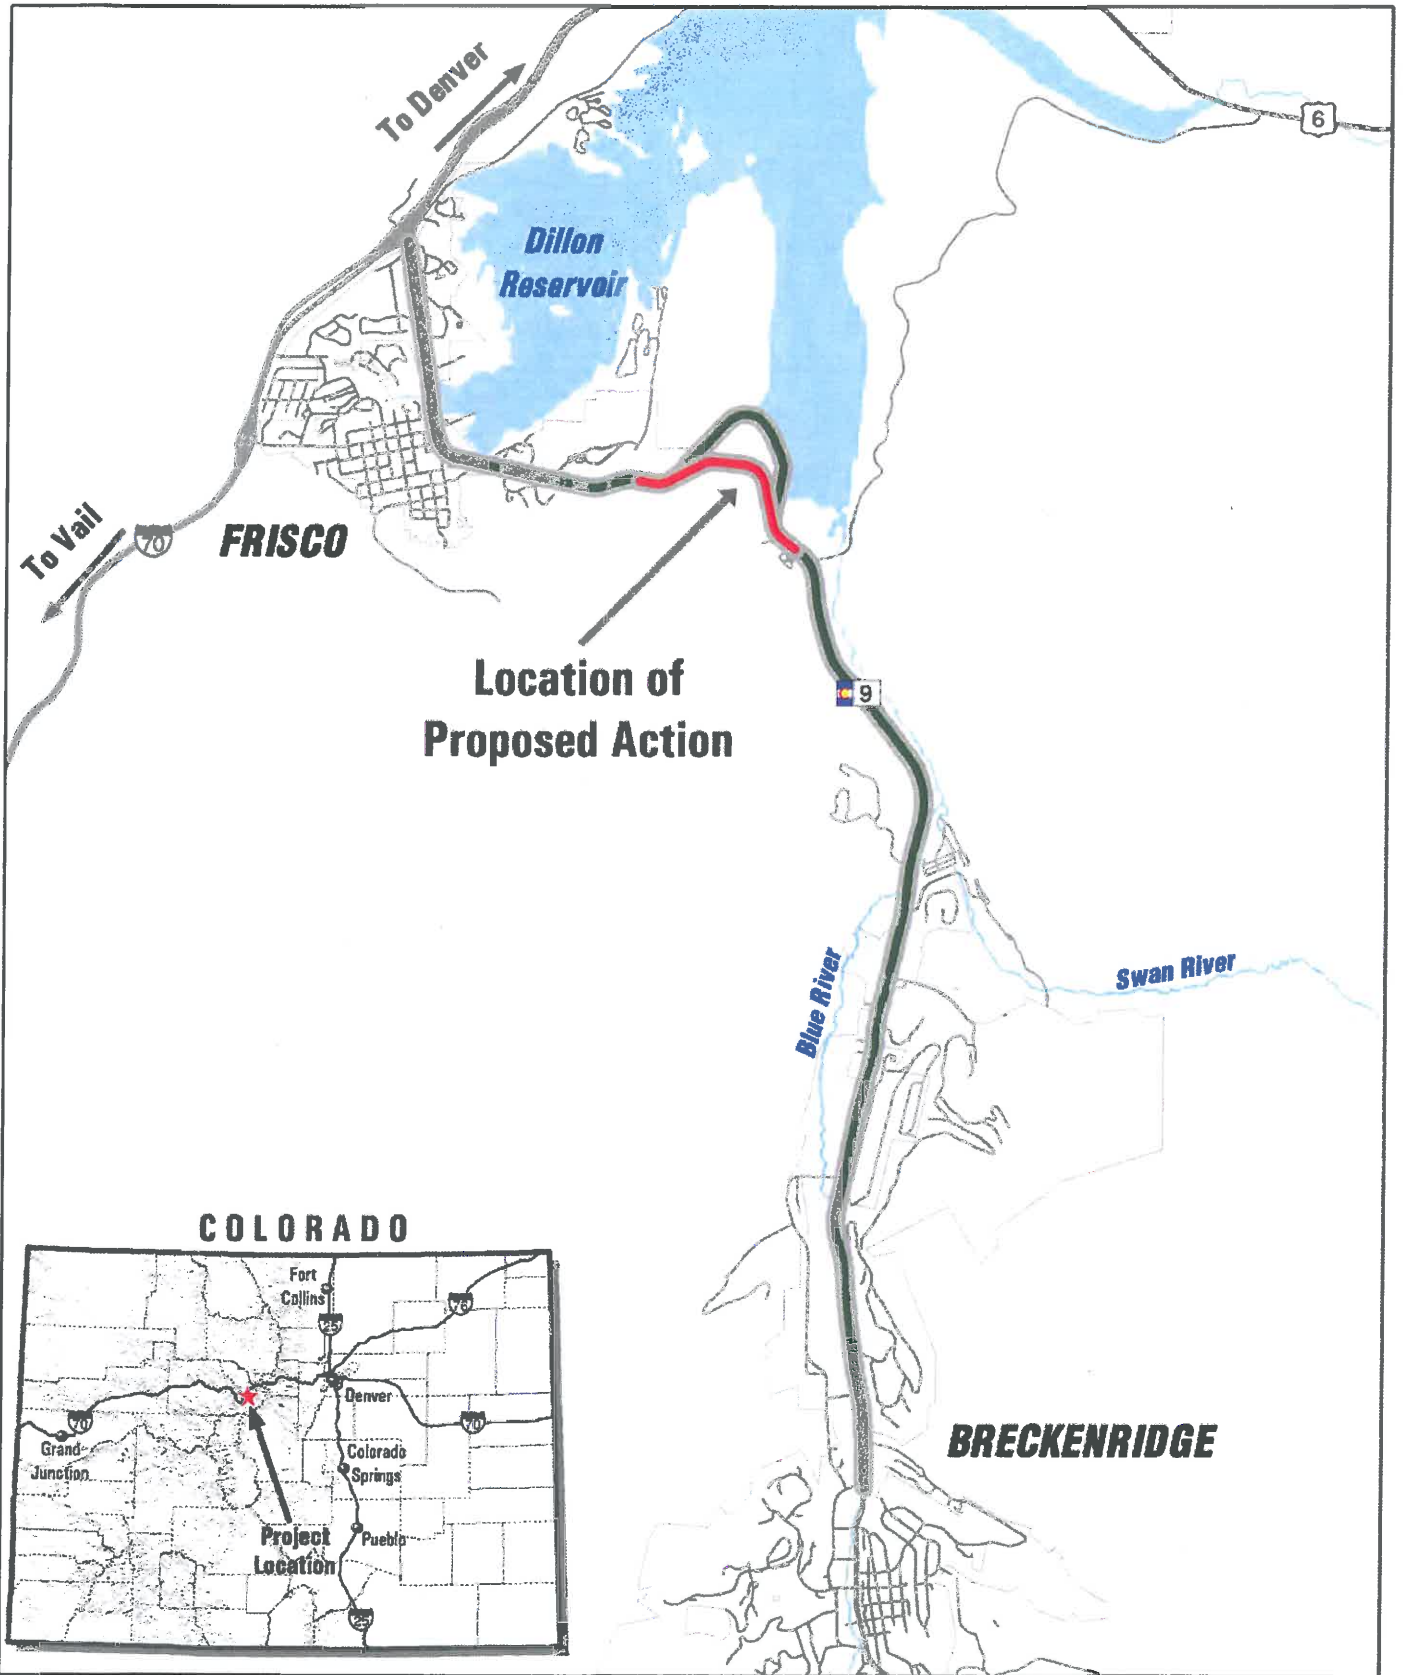 To Denver
6
Dillon
Reservoir
To Vail
70
FRISCO
Location of
Proposed Action
9
Swan River
Blue River
COLORADO
Fort
Collins
76
25
Denver
70
70
Grand
Junction
Colorado
Springs
Project
Location
Pueblo
25
BRECKENRIDGE